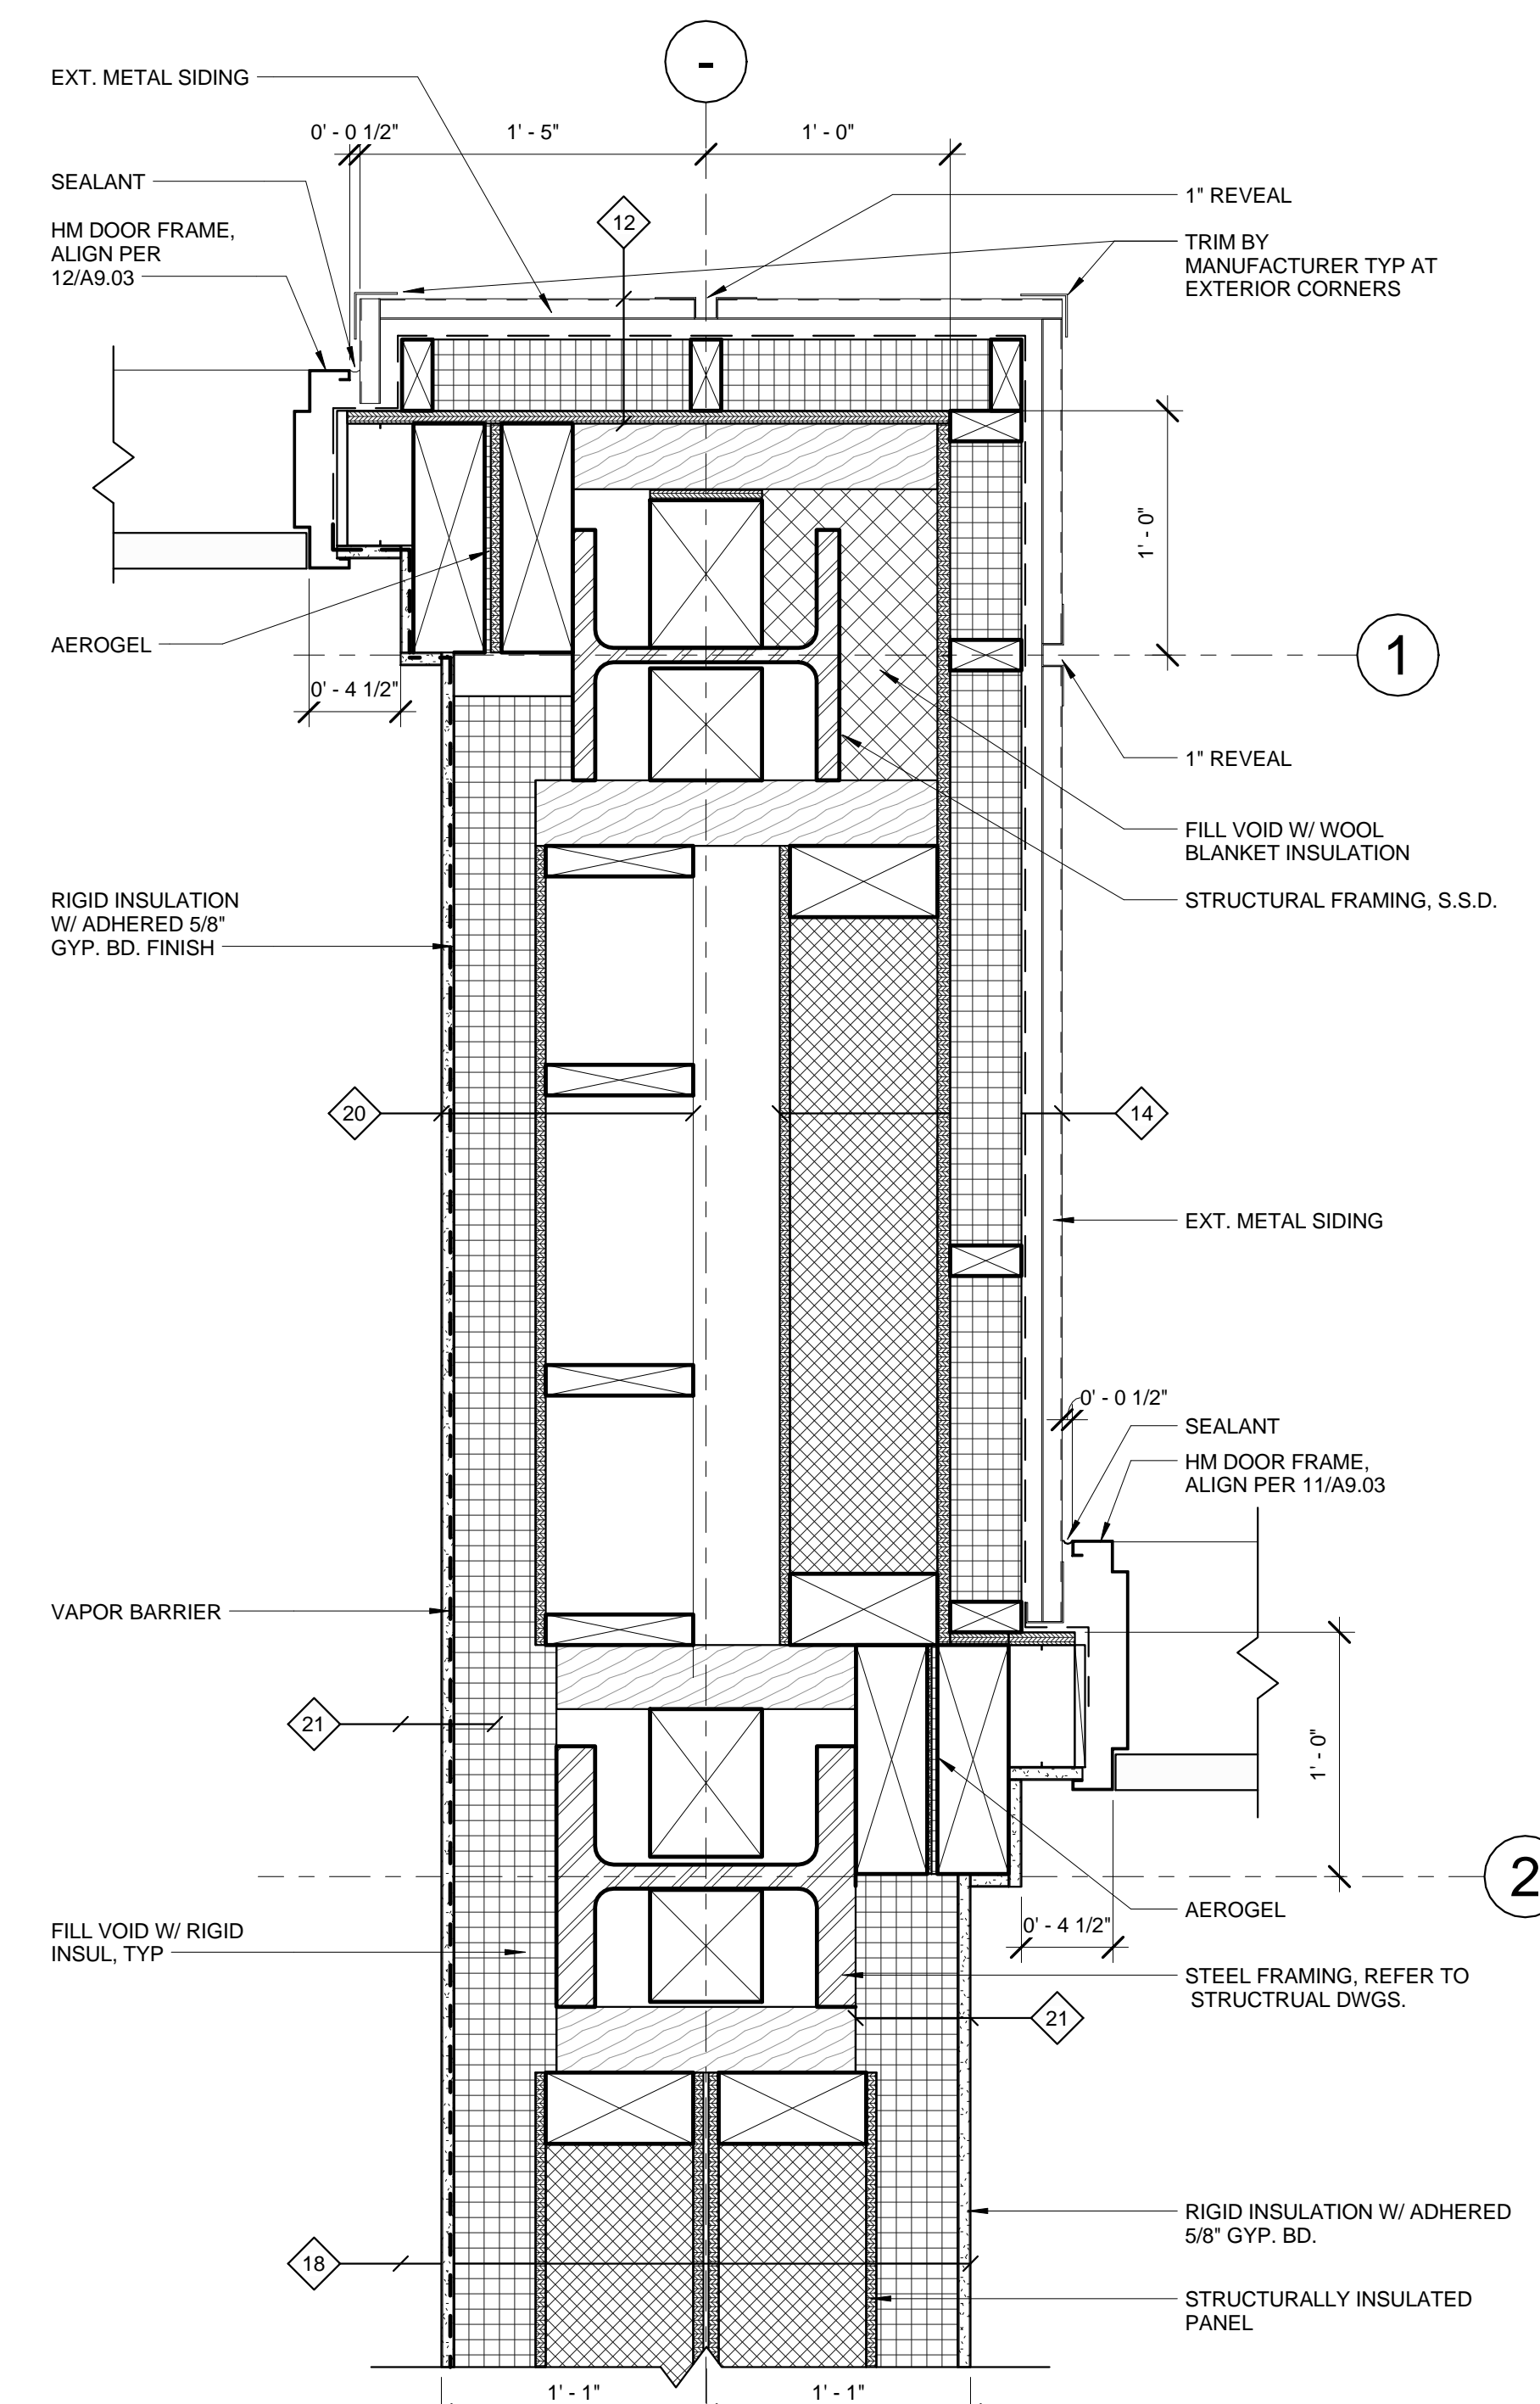 -
EXT. METAL SIDING
0' - 0 1/2"
1' - 5"
1' - 0"
SEALANT
1" REVEAL
12
HM DOOR FRAME,
ALIGN PER
12/A9.03
TRIM BY
MANUFACTURER TYP AT
EXTERIOR CORNERS
1' - 0"
AEROGEL
1
0' - 4 1/2"
1" REVEAL
FILL VOID W/ WOOL
BLANKET INSULATION
RIGID INSULATION
W/ ADHERED 5/8"
GYP. BD. FINISH
STRUCTURAL FRAMING, S.S.D.
20
14
EXT. METAL SIDING
0' - 0 1/2"
SEALANT
HM DOOR FRAME,
ALIGN PER 11/A9.03
VAPOR BARRIER
21
1' - 0"
2
AEROGEL
0' - 4 1/2"
FILL VOID W/ RIGID
INSUL, TYP
STEEL FRAMING, REFER TO
STRUCTRUAL DWGS.
21
RIGID INSULATION W/ ADHERED
5/8" GYP. BD.
18
STRUCTURALLY INSULATED
PANEL
1' - 1"
1' - 1"